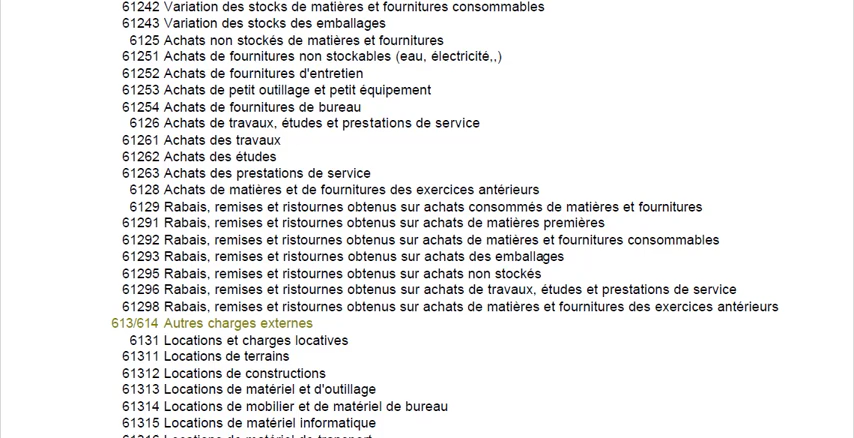 61242 Variation des stocks de matières et fournitures consommables
61243 Variation des stocks des emballages
6125 Achats non stockés de matières et fournitures
61251 Achats de fournitures non stockables (eau, électricité,,)
61252 Achats de fournitures d'entretien
61253 Achats de petit outillage et petit équipement
61254 Achats de fournitures de bureau
6126 Achats de travaux, études et prestations de service
61261 Achats des travaux
61262 Achats des études
61263 Achats des prestations de service
6128 Achats de matières et de fournitures des exercices antérieurs
6129 Rabais, remises et ristournes obtenus sur achats consommés de matières et fournitures
61291 Rabais, remises et ristournes obtenus sur achats de matières premières
61292 Rabais, remises et ristournes obtenus sur achats de matières et fournitures consommables
61293 Rabais, remises et ristournes obtenus sur achats des emballages
61295 Rabais, remises et ristournes obtenus sur achats non stockés
61296 Rabais, remises et ristournes obtenus sur achats de travaux, études et prestations de service
61298 Rabais, remises et ristournes obtenus sur achats de matières et fournitures des exercices antérieurs
613/614 Autres charges externes
6131 Locations et charges locatives
61311 Locations de terrains
61312 Locations de constructions
61313 Locations de matériel et d'outillage
61314 Locations de mobilier et de matériel de bureau
61315 Locations de matériel informatique
61316 Locations de matériel de transport